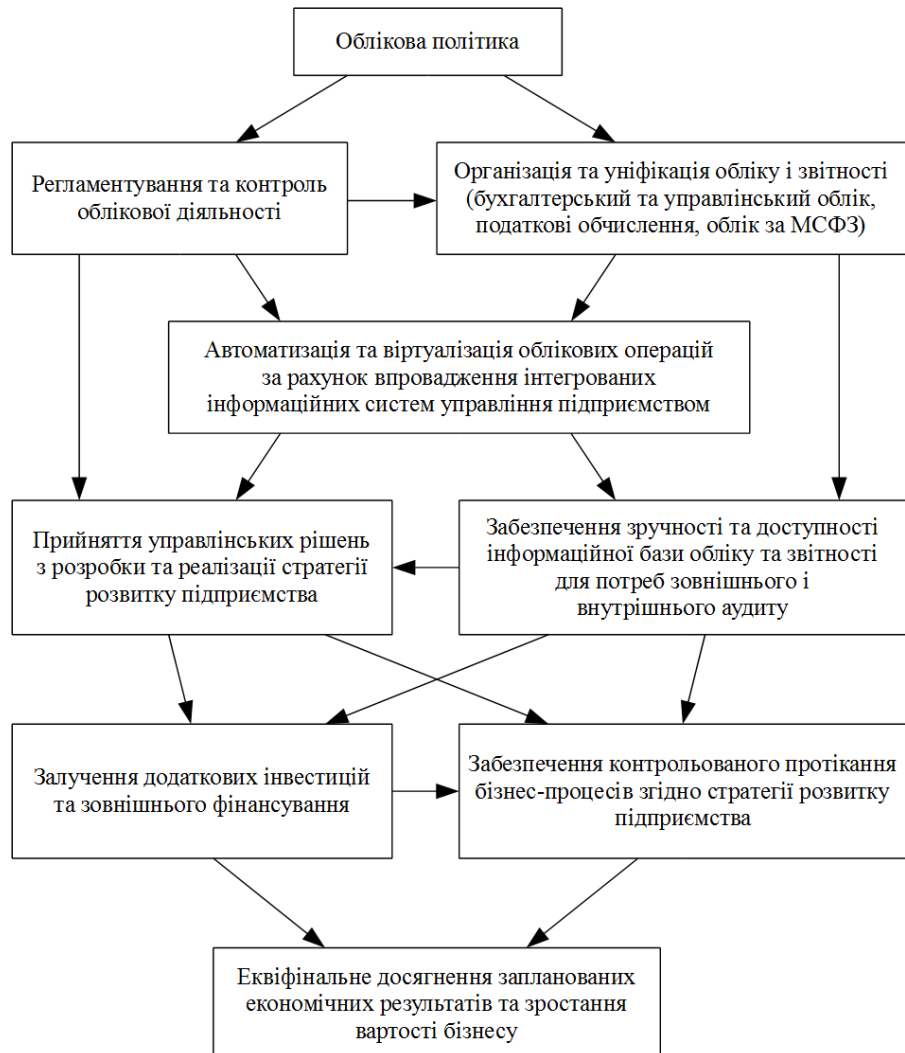 Облікова політика
Регламентування та контроль
облікової діяльності
Організація та уніфікація обліку і звітності
(бухгалтерський та управлінський облік,
податкові обчислення, облік за МСФЗ)
Автоматизація та віртуалізація облікових операцій
за рахунок впровадження інтегрованих
інформаційних систем управління підприємством
Прийняття управлінських рішень
з розробки та реалізації стратегії
розвитку підприємства
Забезпечення зручності та доступності
інформаційної бази обліку та звітності
для потреб зовнішнього і
внутрішнього аудиту
Залучення додаткових інвестицій
та зовнішнього фінансування
Забезпечення контрольованого протікання
бізнес-процесів згідно стратегії розвитку
підприємства
Еквіфінальне досягнення запланованих
економічних результатів та зростання
вартості бізнесу